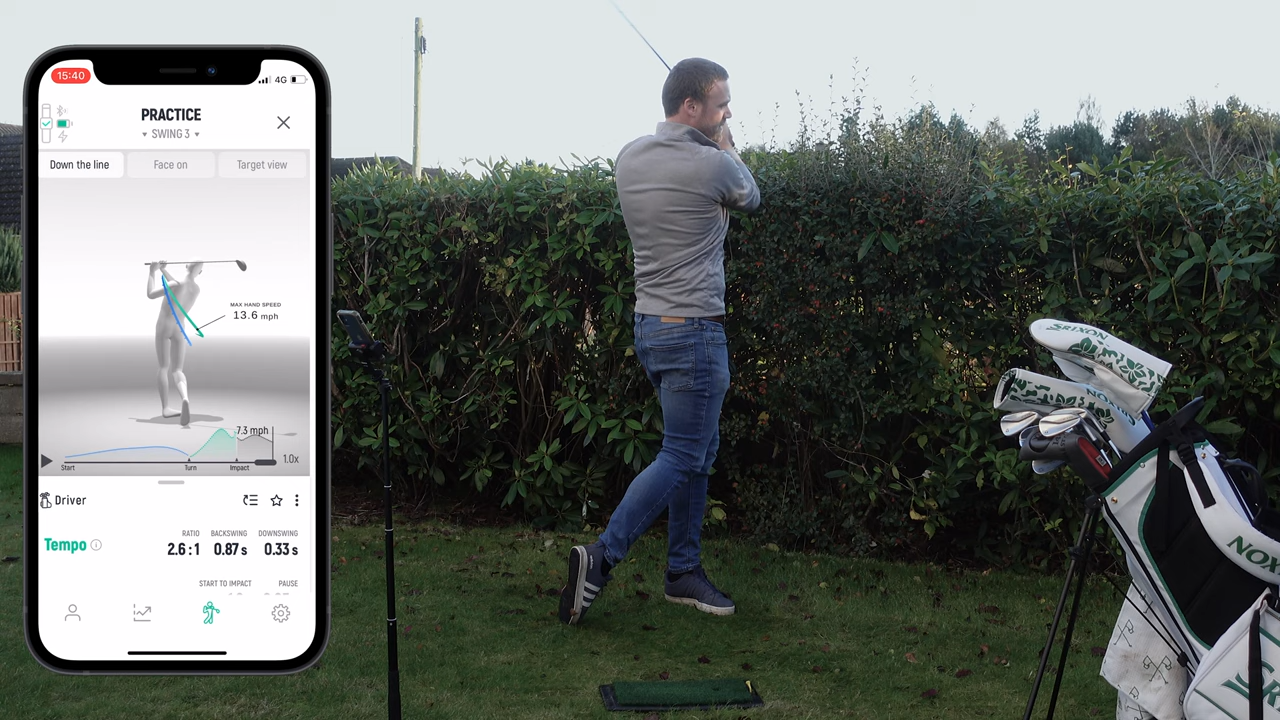 15:40
4G
PRACTICE
SWING 3
Down the line
Face on
Target view
MAX HAND SPEED
13.6 mph
7.3 mph
1.0x
Start
Turn
Impact
Driver
Tempo
RATIO
BACKSWING
DOWNSWING
2.6:1
0.87 s
0.33 s
START TO IMPACT
PAUSE
SRIXON